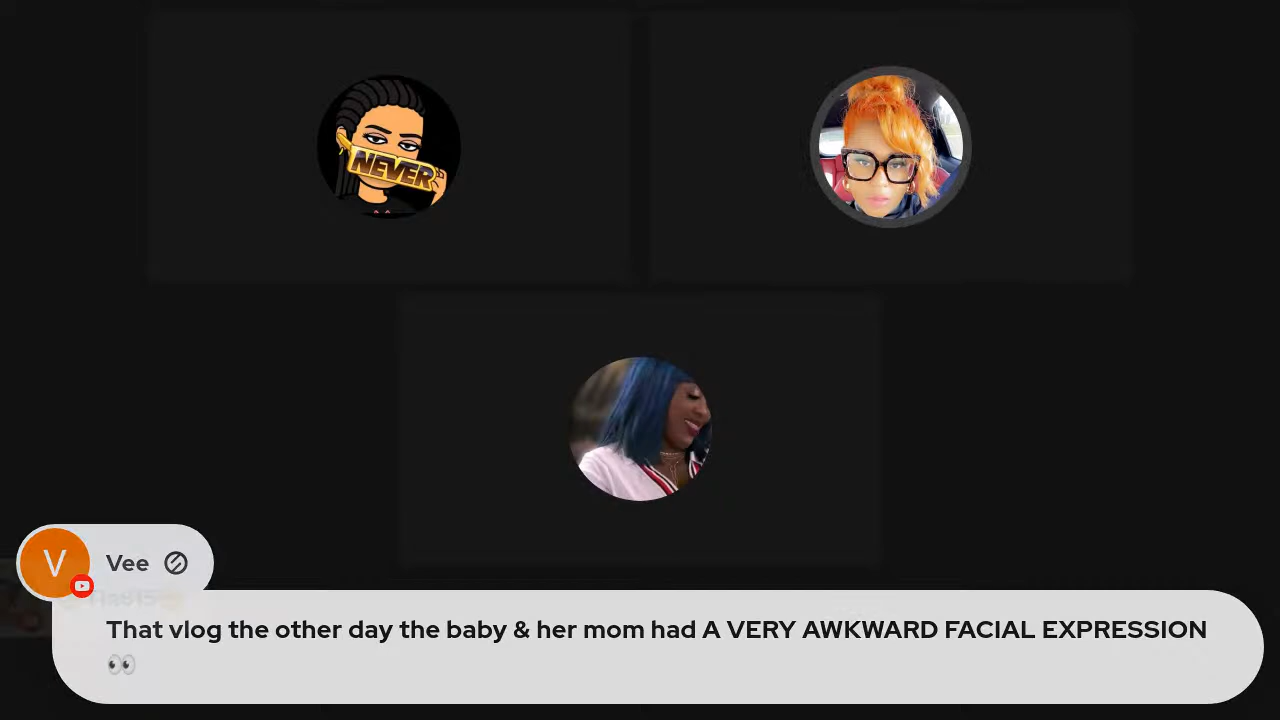 NEVER
V
Vee
That vlog the other day the baby & her mom had A VERY AWKWARD FACIAL EXPRESSION
👀